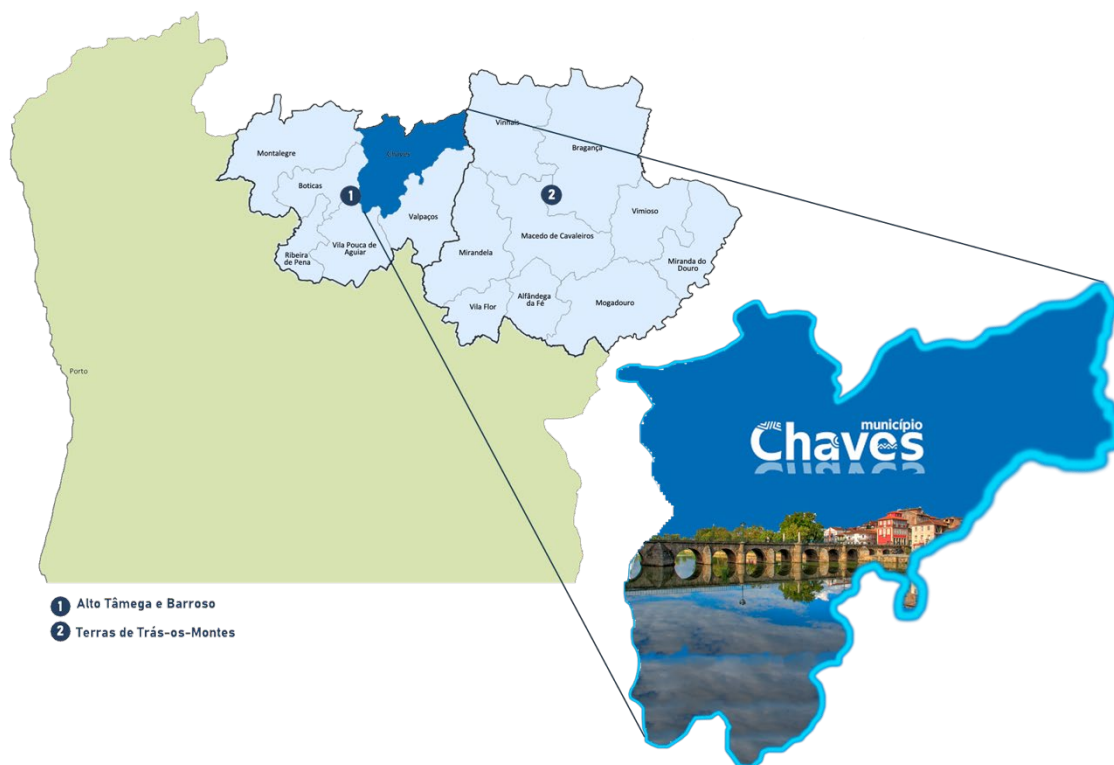 Vinhais
Bragança
Montalegre
Chaves
Boticas
1
2
Vimioso
Valpaços
Macedo de Cavaleiros
Vila Pouca de
Aguiar
Mirandela
Ribeira
de Pena
Miranda do
Douro
Alfândega
da Fé
Vila Flor
Mogadouro
Porto
município
Chaves
1 Alto Tâmega e Barroso
2 Terras de Trás-os-Montes